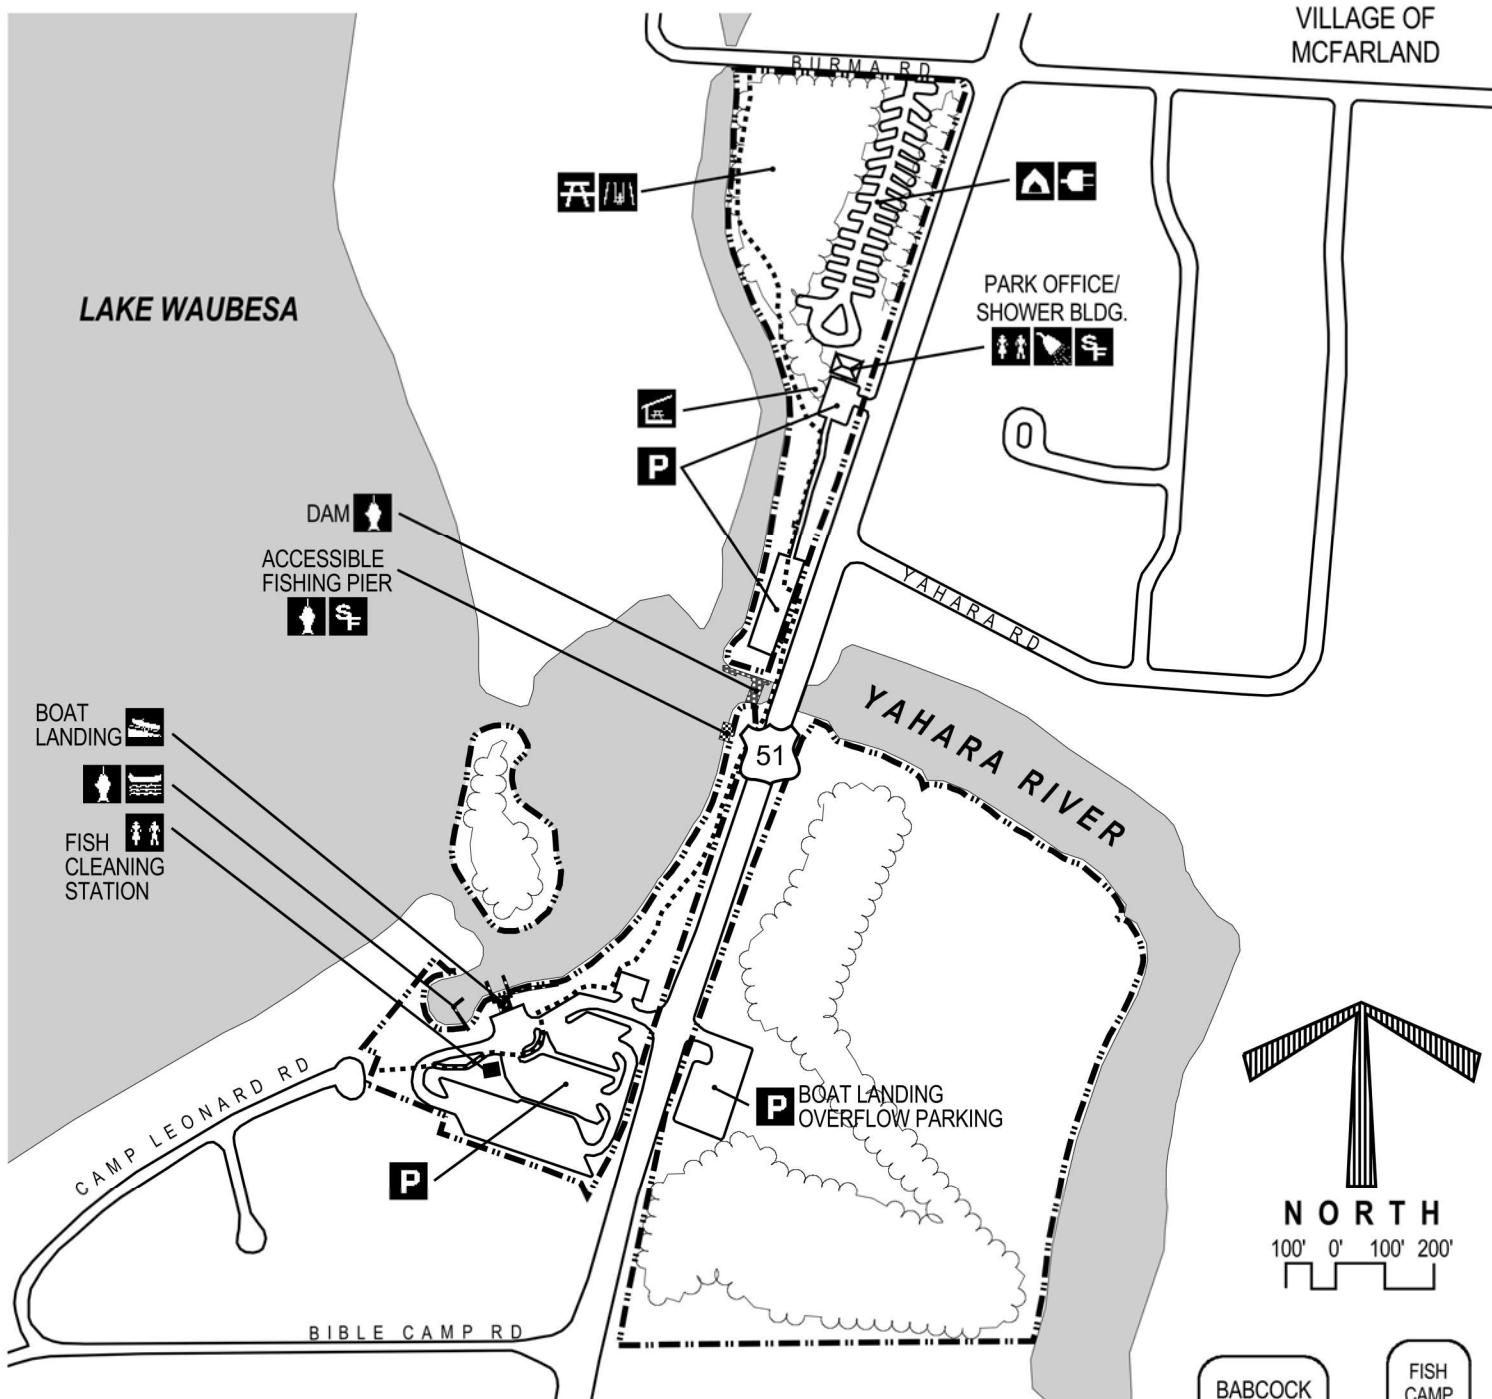 VILLAGE OF
MCFARLAND
BURMA RD
LAKE WAUBESA
PARK OFFICE/
SHOWER BLDG.
SF
P
DAM
ACCESSIBLE
FISHING PIER
SF
YAHARA RD
YAHARA RIVER
51
BOAT
LANDING
FISH
CLEANING
STATION
CAMP LEONARD RD
P
BOAT LANDING
OVERFLOW PARKING
P
NORTH
100' 0' 100' 200'
BIBLE CAMP RD
BABCOCK
FISH
CAMP